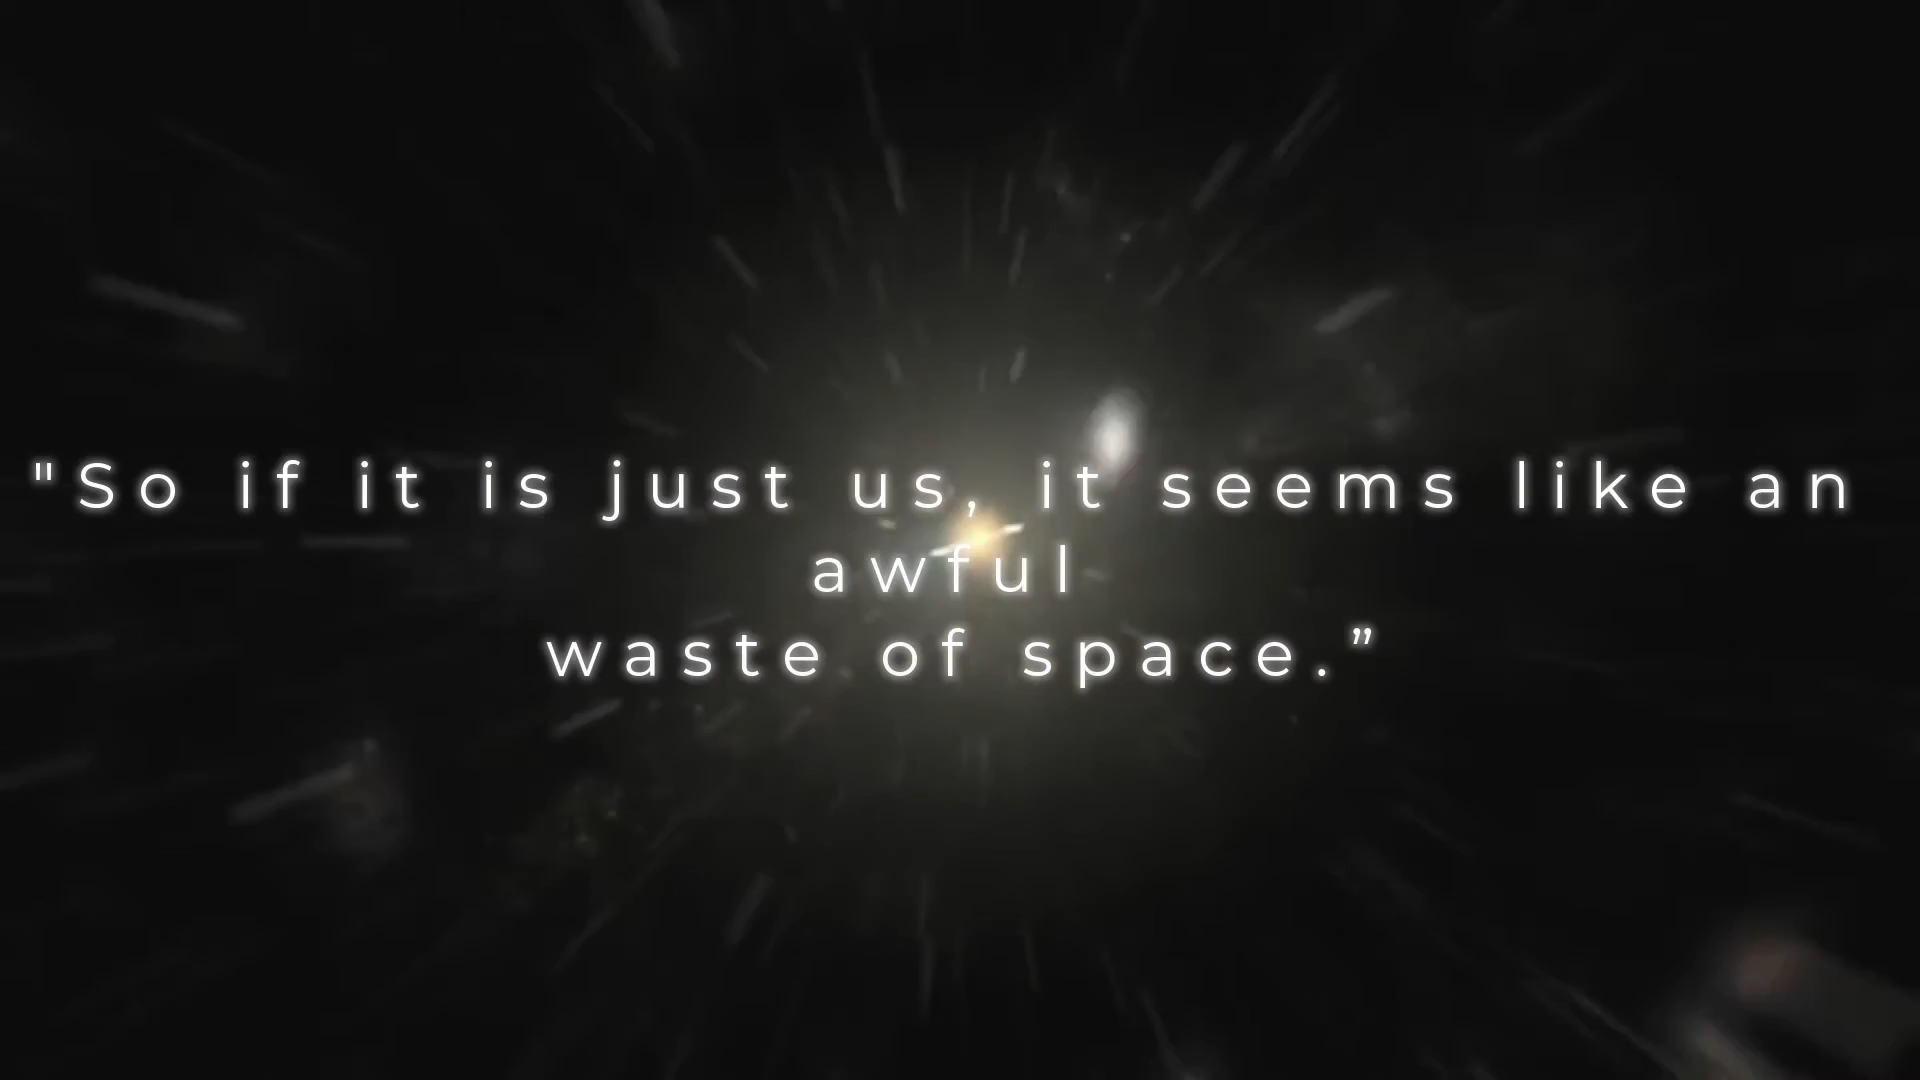 "So if it is just us, it seems like an
awful
waste of space.”